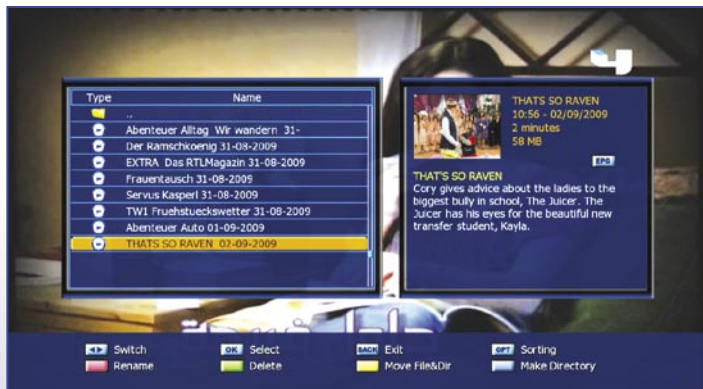 Type Name
..
Abenteuer Alltag Wir wandern 31-
Der Ramschkoenig 31-08-2009
EXTRA Das RTLMagazin 31-08-2009
Frauentausch 31-08-2009
Servus Kasperl 31-08-2009
TW1 Fruehstueckswetter 31-08-2009
Abenteuer Auto 01-09-2009
THATS SO RAVEN 02-09-2009
THATS SO RAVEN
10:56 - 02/09/2009
2 minutes
58 MB
EPG
THAT'S SO RAVEN
Cory gives advice about the ladies to the
biggest bully in school, The Juicer. The
Juicer has his eyes for the beautiful new
transfer student, Kayla.
Switch OK Select BACK Exit OPT Sorting
Rename Delete Move File&Dir Make Directory